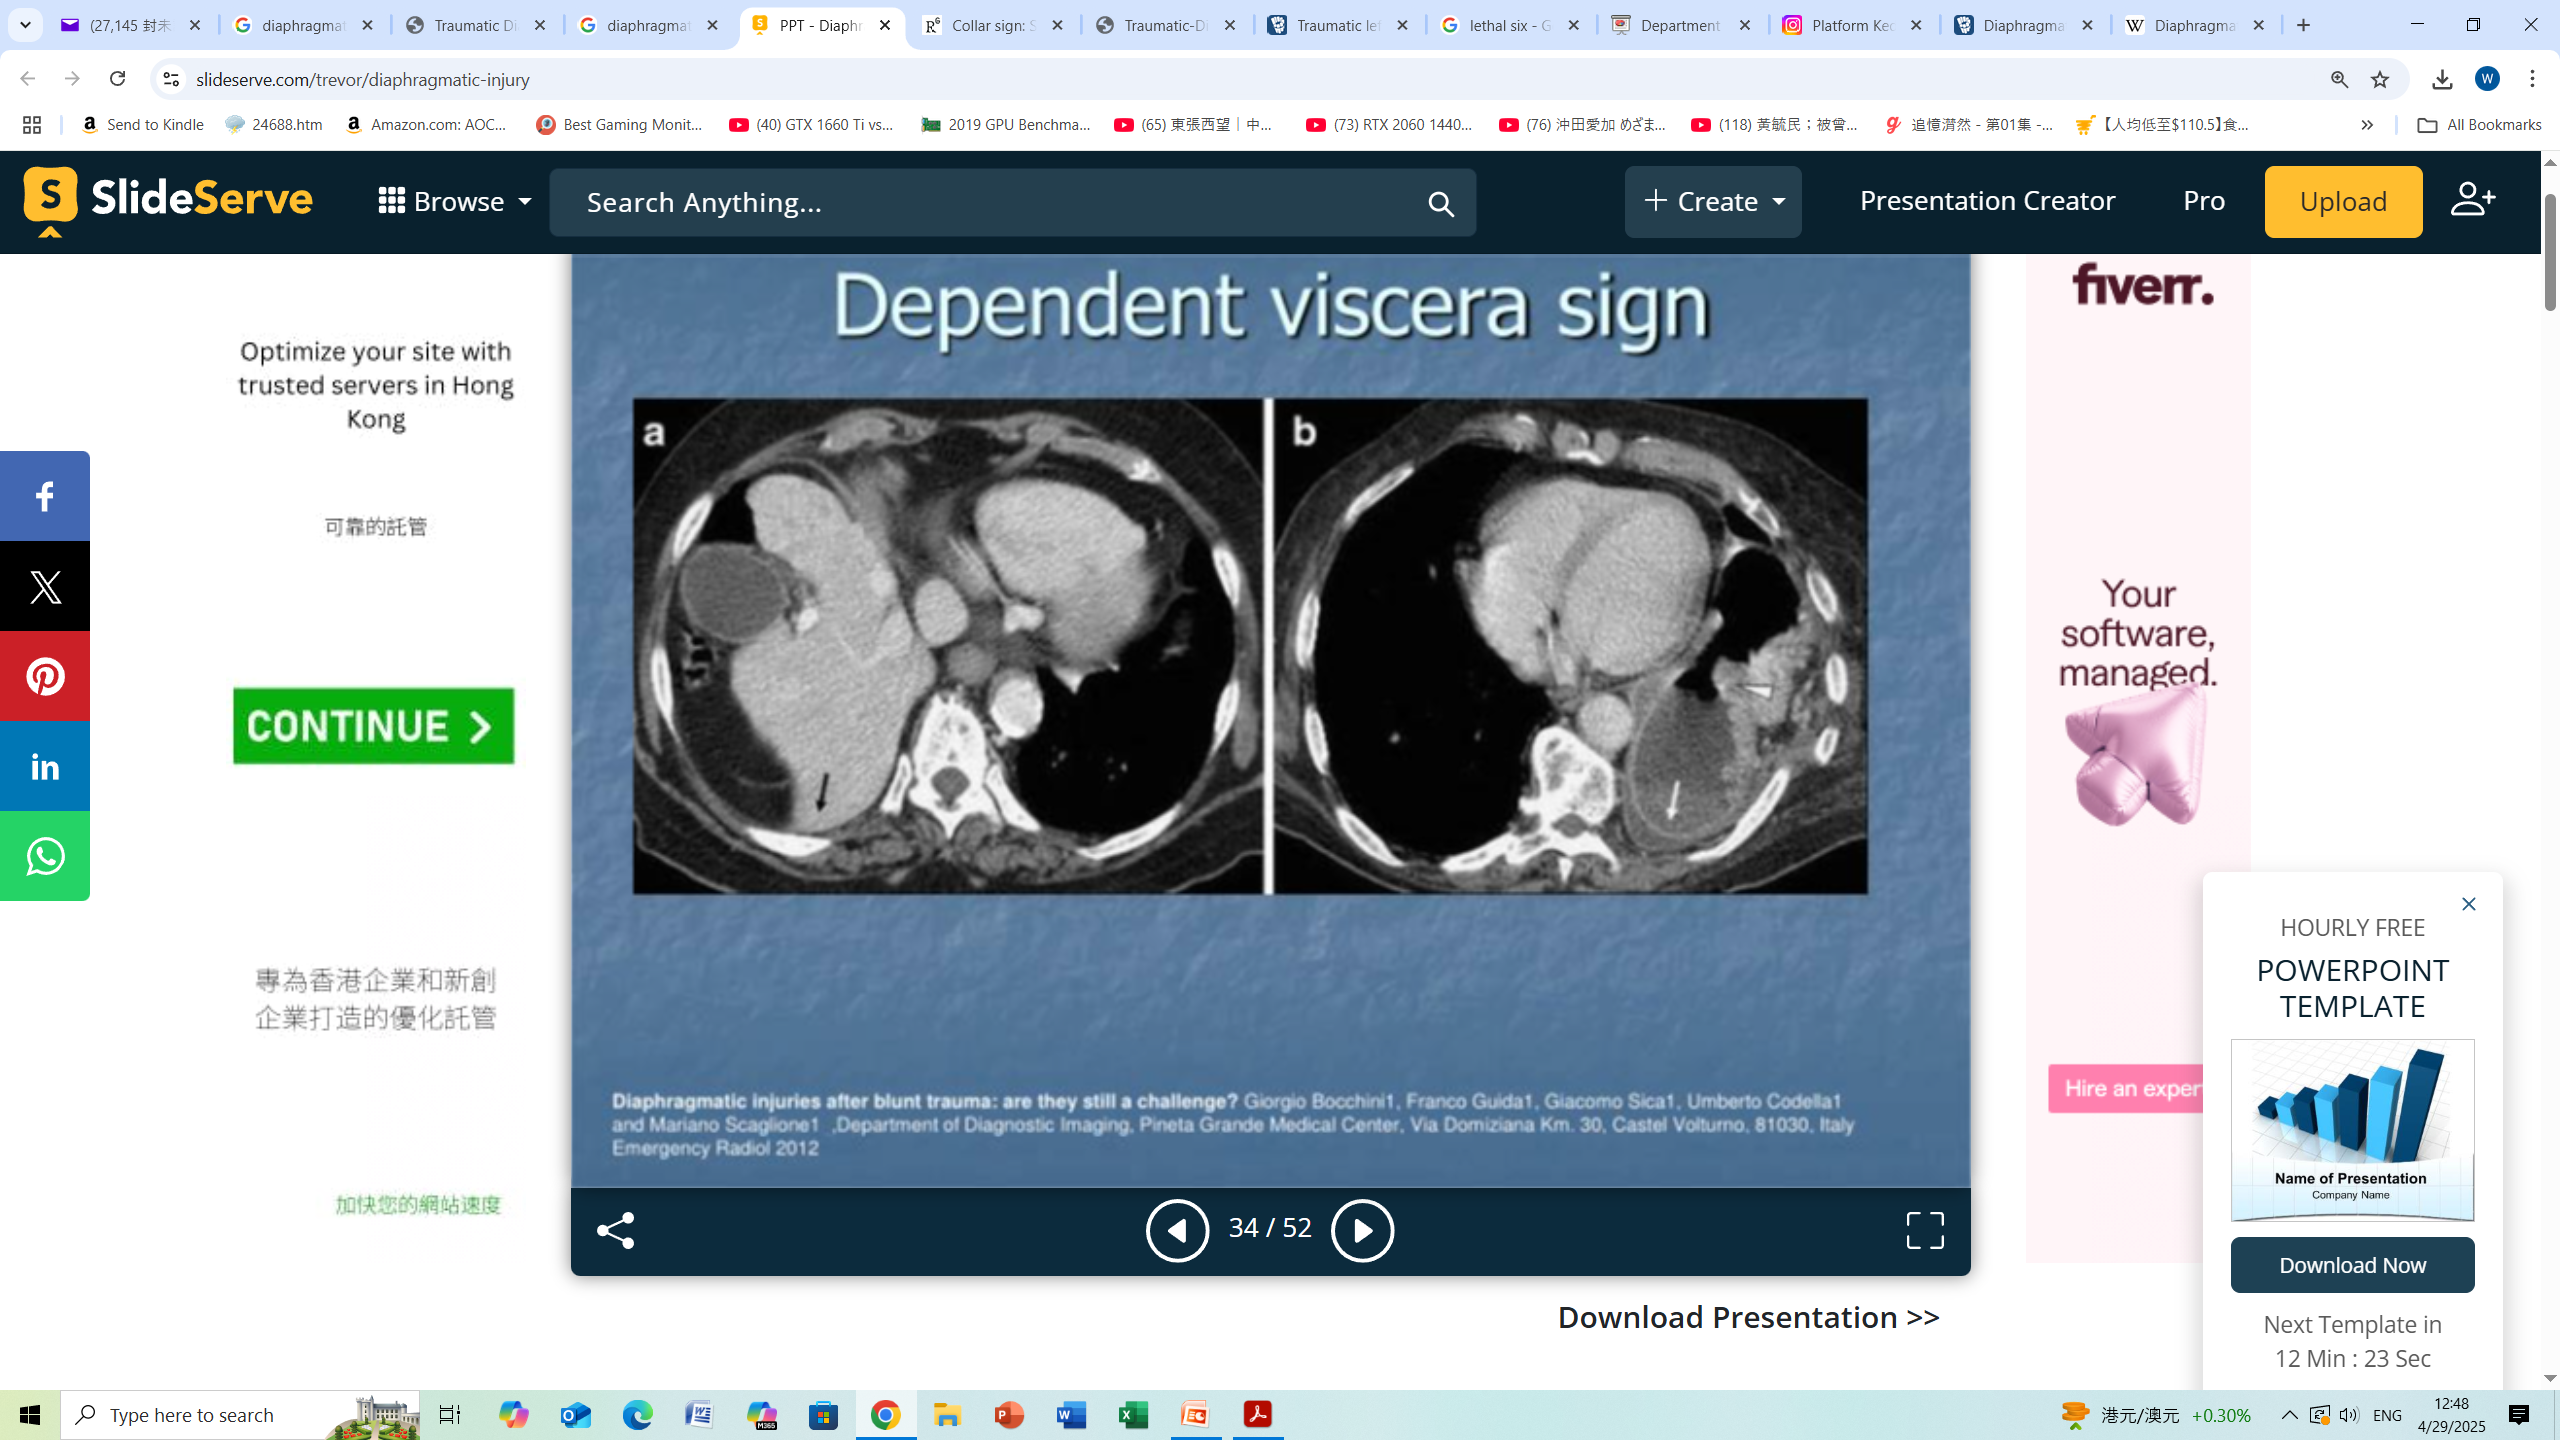 (27,145 封未
diaphragmat
Traumatic Di
diaphragmat
PPT - Diaphr
Collar sign: S
Traumatic-Di
Traumatic lef
lethal six - G
Department
Platform Kec
Diaphragma
Diaphragma
slideserve.com/trevor/diaphragmatic-injury
W
Send to Kindle
24688.htm
Amazon.com: AOC...
Best Gaming Monit...
(40) GTX 1660 Ti vs...
2019 GPU Benchma...
(65) 東張西望｜中...
(73) RTX 2060 1440...
(76) 沖田愛加 めざま...
(118) 黃毓民；被曾...
追憶潸然 - 第01集 -...
【人均低至$110.5】食...
All Bookmarks
SlideServe
Browse
Search Anything...
Create
Presentation Creator
Pro
Upload
Optimize your site with
trusted servers in Hong
Kong
可靠的託管
CONTINUE >
專為香港企業和新創
企業打造的優化託管
加快您的網站速度
Dependent viscera sign
a
b
Diaphragmatic injuries after blunt trauma: are they still a challenge? Giorgio Bocchini1, Franco Guida1, Giacomo Sica1, Umberto Codella1
and Mariano Scaglione1 ,Department of Diagnostic Imaging, Pineta Grande Medical Center, Via Domiziana Km. 30, Castel Volturno, 81030, Italy
Emergency Radiol 2012
34 / 52
Download Presentation >>
fiverr.
Your
software,
managed.
Hire an exper
HOURLY FREE
POWERPOINT
TEMPLATE
Name of Presentation
Company Name
Download Now
Next Template in
12 Min : 23 Sec
Type here to search
港元/澳元 +0.30%
ENG
12:48
4/29/2025